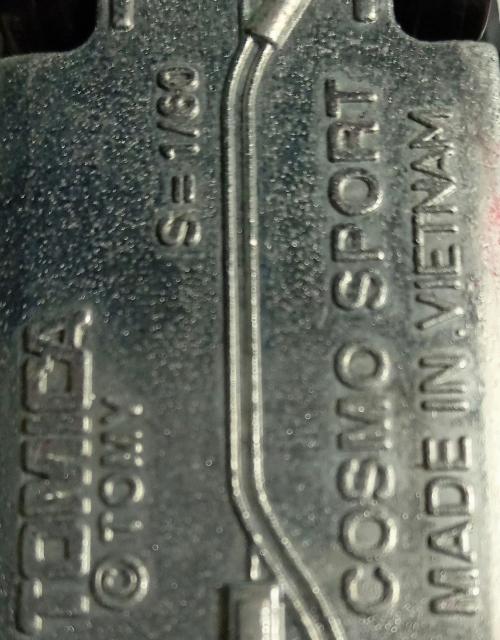 TOMICA
© TOMY
S=1/60
COSMO SPORT
MADE IN VIETNAM